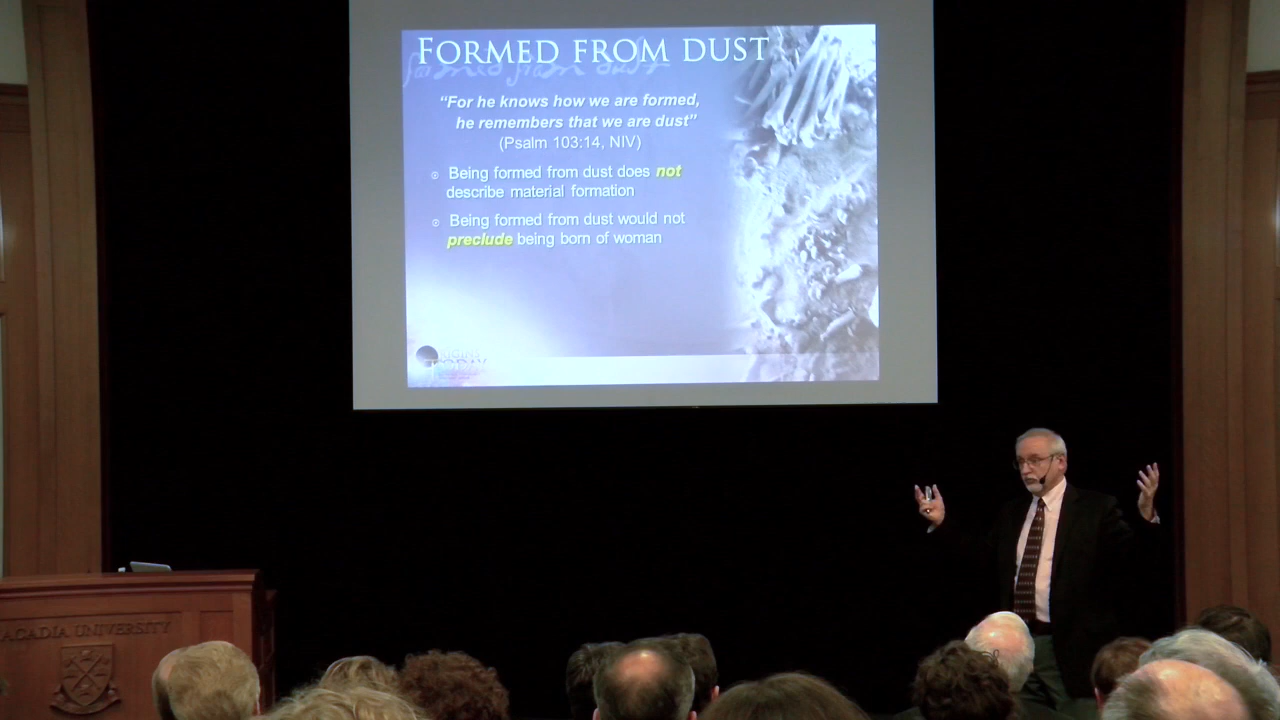 FORMED FROM DUST
"For he knows how we are formed,
he remembers that we are dust"
(Psalm 103:14, NIV)
Being formed from dust does not
describe material formation
Being formed from dust would not
preclude being born of woman
TODAY
ACADIA UNIVERSITY